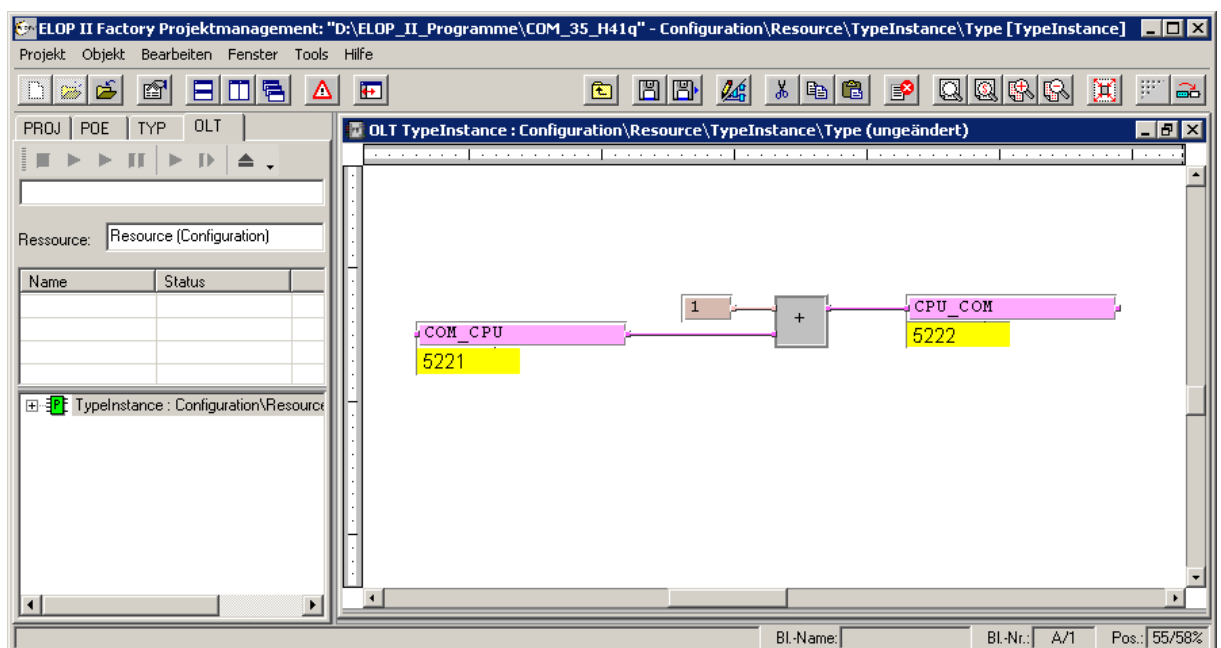 ELOP II Factory Projektmanagement: "D:\ELOP_II_Programme\COM_35_H41q" - Configuration\Resource\TypeInstance\Type [TypeInstance]
Projekt Objekt Bearbeiten Fenster Tools Hilfe
PROJ POE TYP OLT
Ressource: Resource (Configuration)
Name Status
P TypeInstance : Configuration\Resource
OLT TypeInstance : Configuration\Resource\TypeInstance\Type (ungeändert)
1
+
CPU_COM
5222
COM_CPU
5221
Bl.-Name: Bl.-Nr.: A/1 Pos.: 55/58%